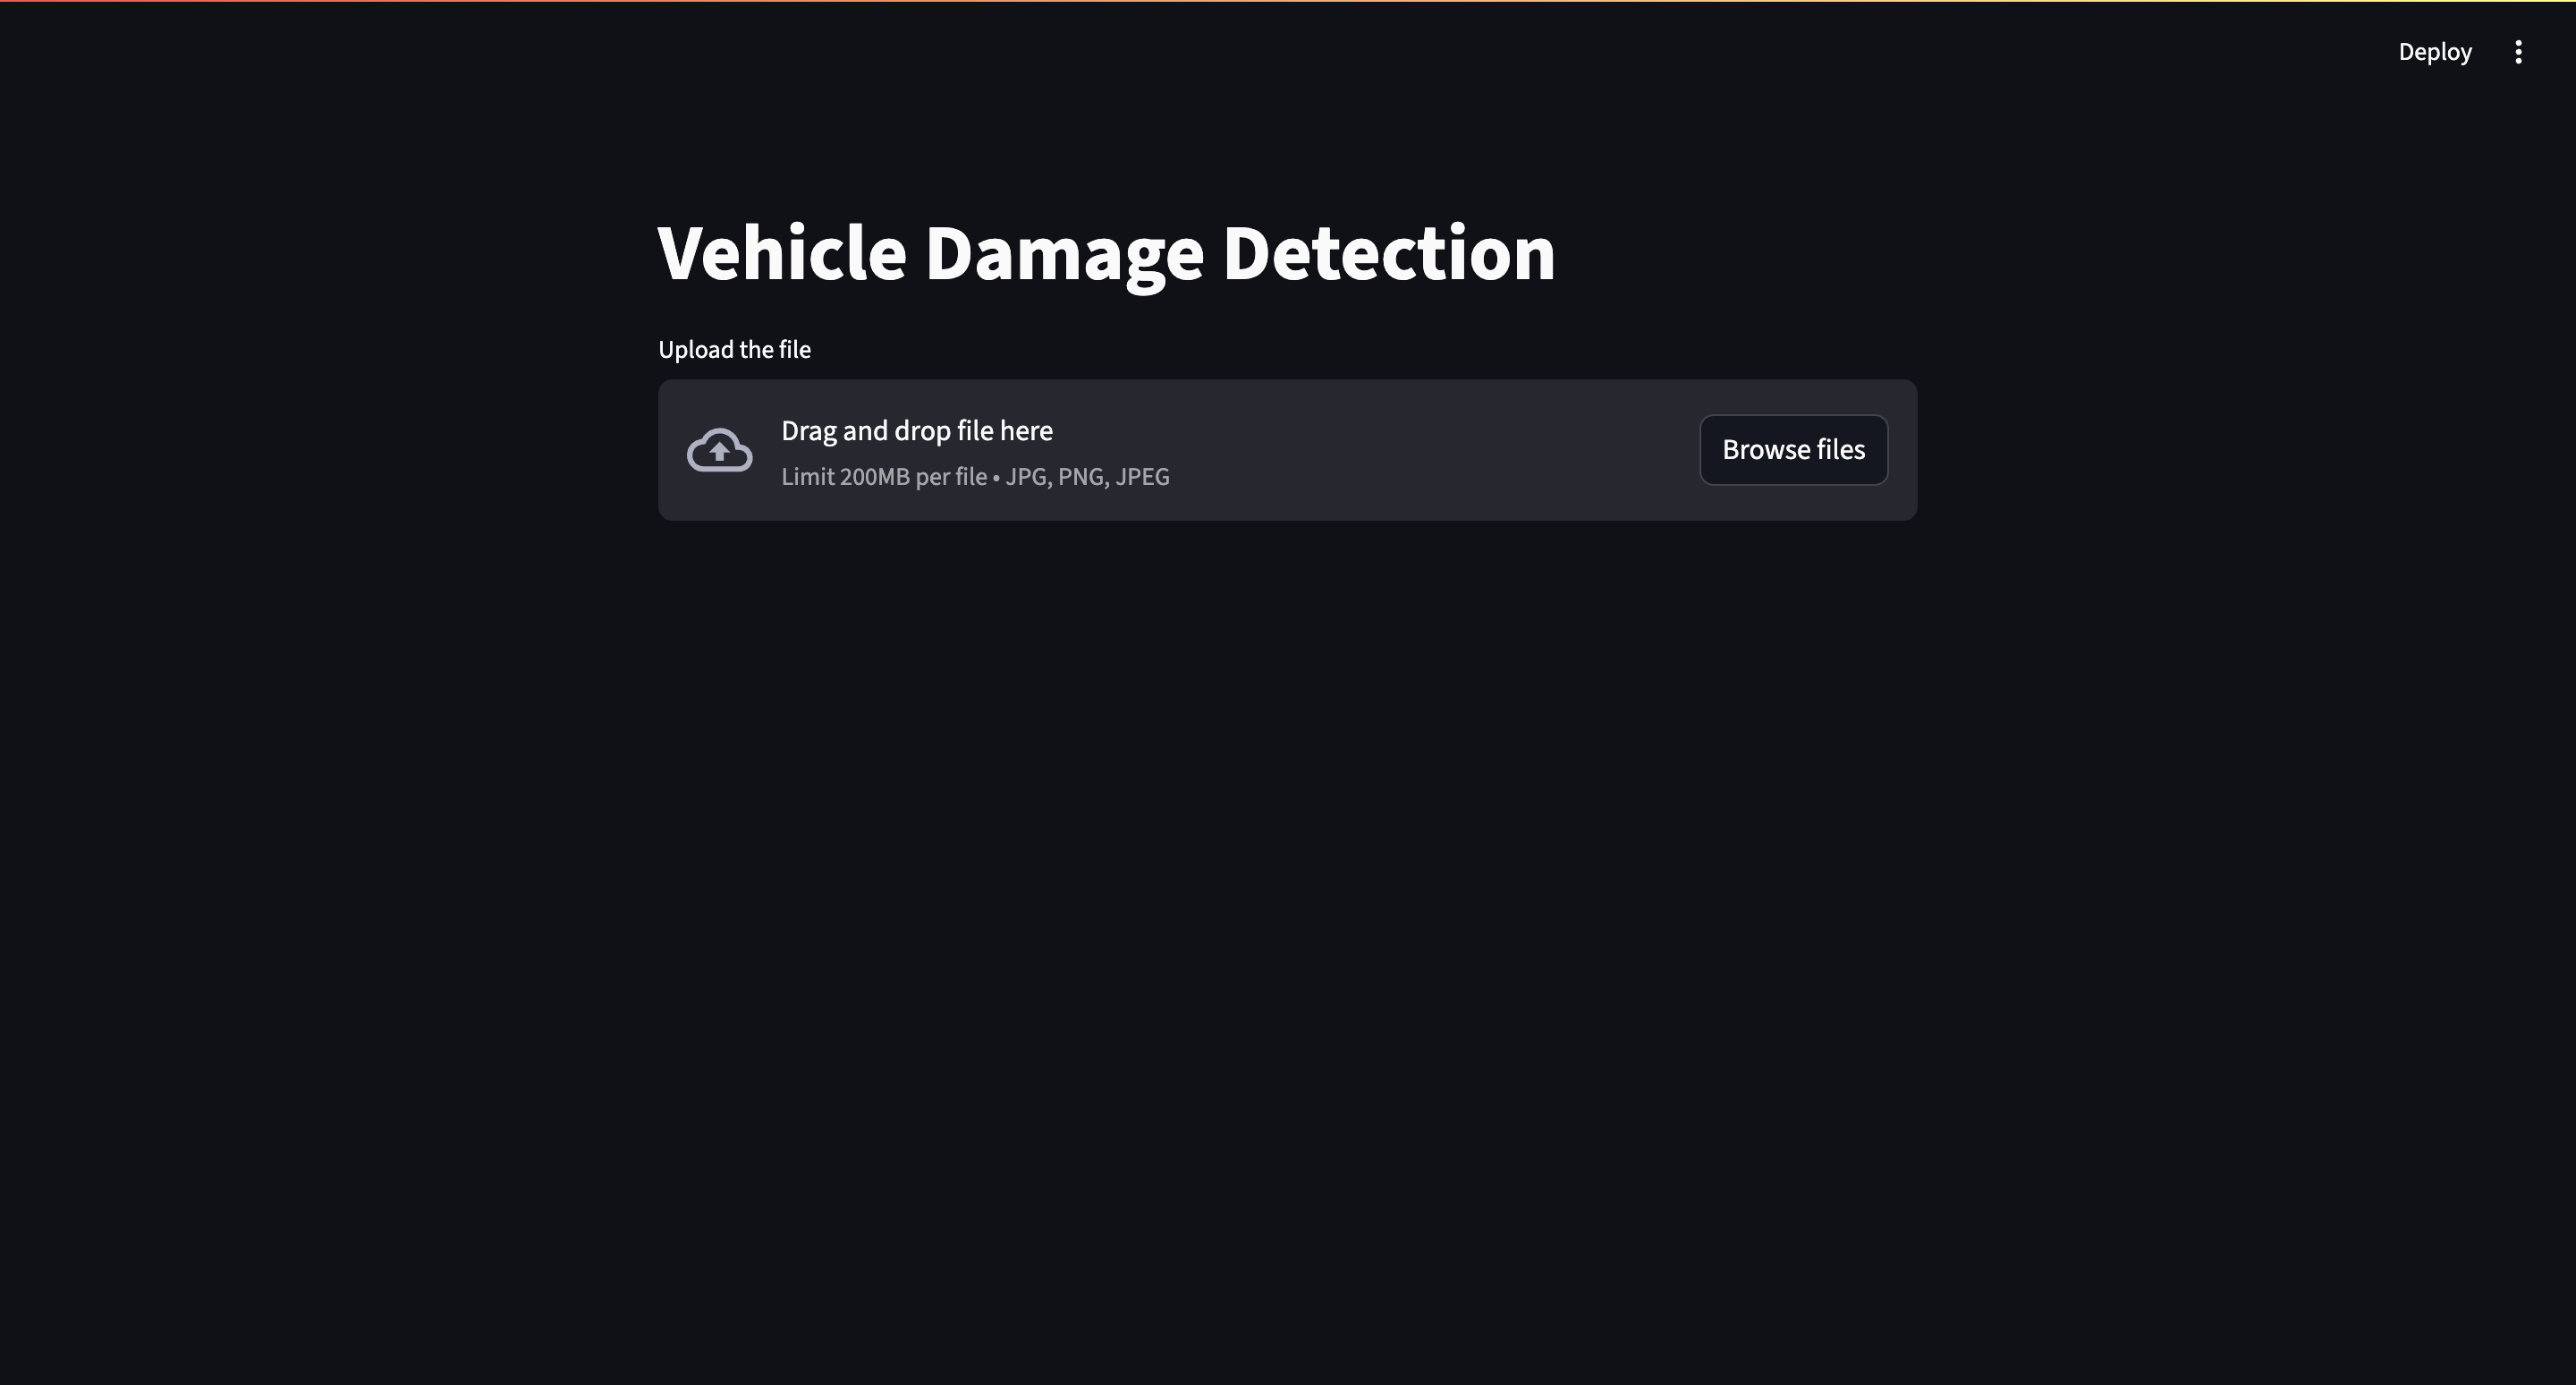 Deploy
Vehicle Damage Detection
Upload the file
Drag and drop file here
Limit 200MB per file • JPG, PNG, JPEG
Browse files